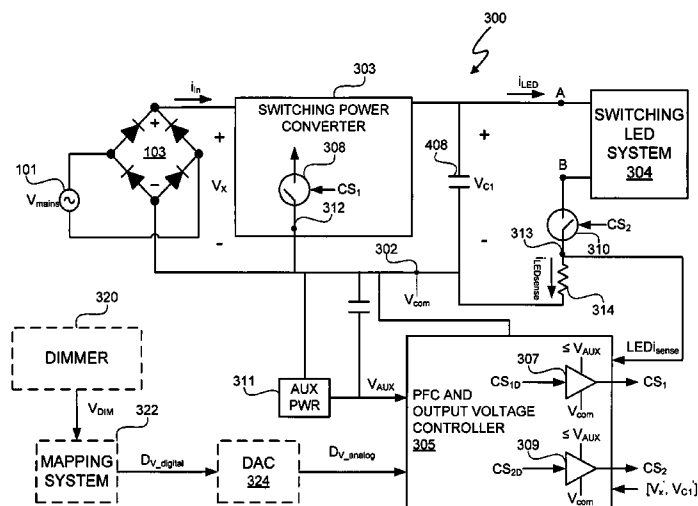 300
303
i_in
SWITCHING POWER
CONVERTER
i_LED
A
SWITCHING
LED
SYSTEM
304
+
103
−
101
V_mains
+
V_X
−
308
CS_1
312
408
+
V_C1
−
B
CS_2
310
313
i_LEDsense
314
302
V_com
LEDi_sense
320
DIMMER
V_DIM
322
MAPPING
SYSTEM
D_V_digital
DAC
324
D_V_analog
311
AUX
PWR
V_AUX
PFC AND
OUTPUT VOLTAGE
CONTROLLER
305
≤ V_AUX
307
CS_1D
CS_1
V_com
≤ V_AUX
309
CS_2D
CS_2
V_com
[V_X', V_C1']